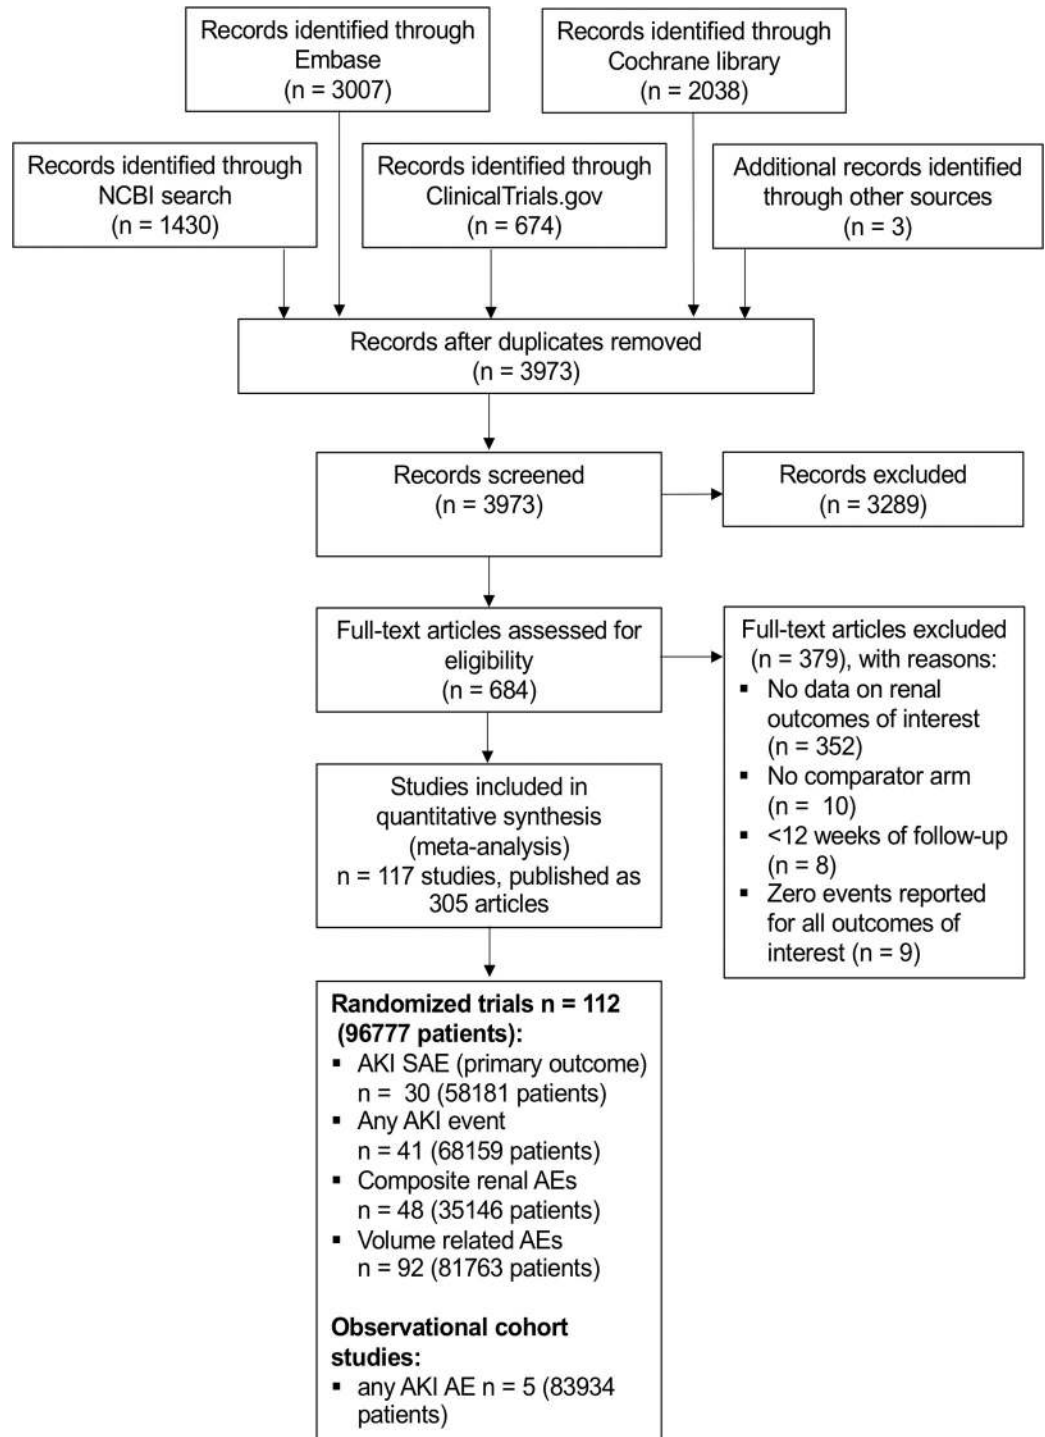 Records identified through
Embase
(n = 3007)
Records identified through
Cochrane library
(n = 2038)
Records identified through
NCBI search
(n = 1430)
Records identified through
ClinicalTrials.gov
(n = 674)
Additional records identified
through other sources
(n = 3)
Records after duplicates removed
(n = 3973)
Records screened
(n = 3973)
Records excluded
(n = 3289)
Full-text articles assessed for
eligibility
(n = 684)
Full-text articles excluded
(n = 379), with reasons:
▪ No data on renal
outcomes of interest
(n = 352)
▪ No comparator arm
(n = 10)
▪ <12 weeks of follow-up
(n = 8)
▪ Zero events reported
for all outcomes of
interest (n = 9)
Studies included in
quantitative synthesis
(meta-analysis)
n = 117 studies, published as
305 articles
Randomized trials n = 112
(96777 patients):
▪ AKI SAE (primary outcome)
n = 30 (58181 patients)
▪ Any AKI event
n = 41 (68159 patients)
▪ Composite renal AEs
n = 48 (35146 patients)
▪ Volume related AEs
n = 92 (81763 patients)
Observational cohort
studies:
▪ any AKI AE n = 5 (83934
patients)